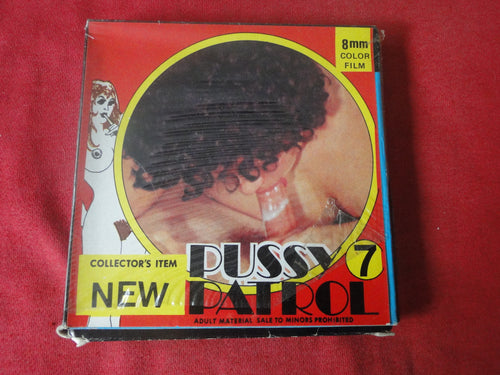 8mm
COLOR
FILM
COLLECTOR'S ITEM
NEW
PUSSY 7
PATROL
ADULT MATERIAL SALE TO MINORS PROHIBITED